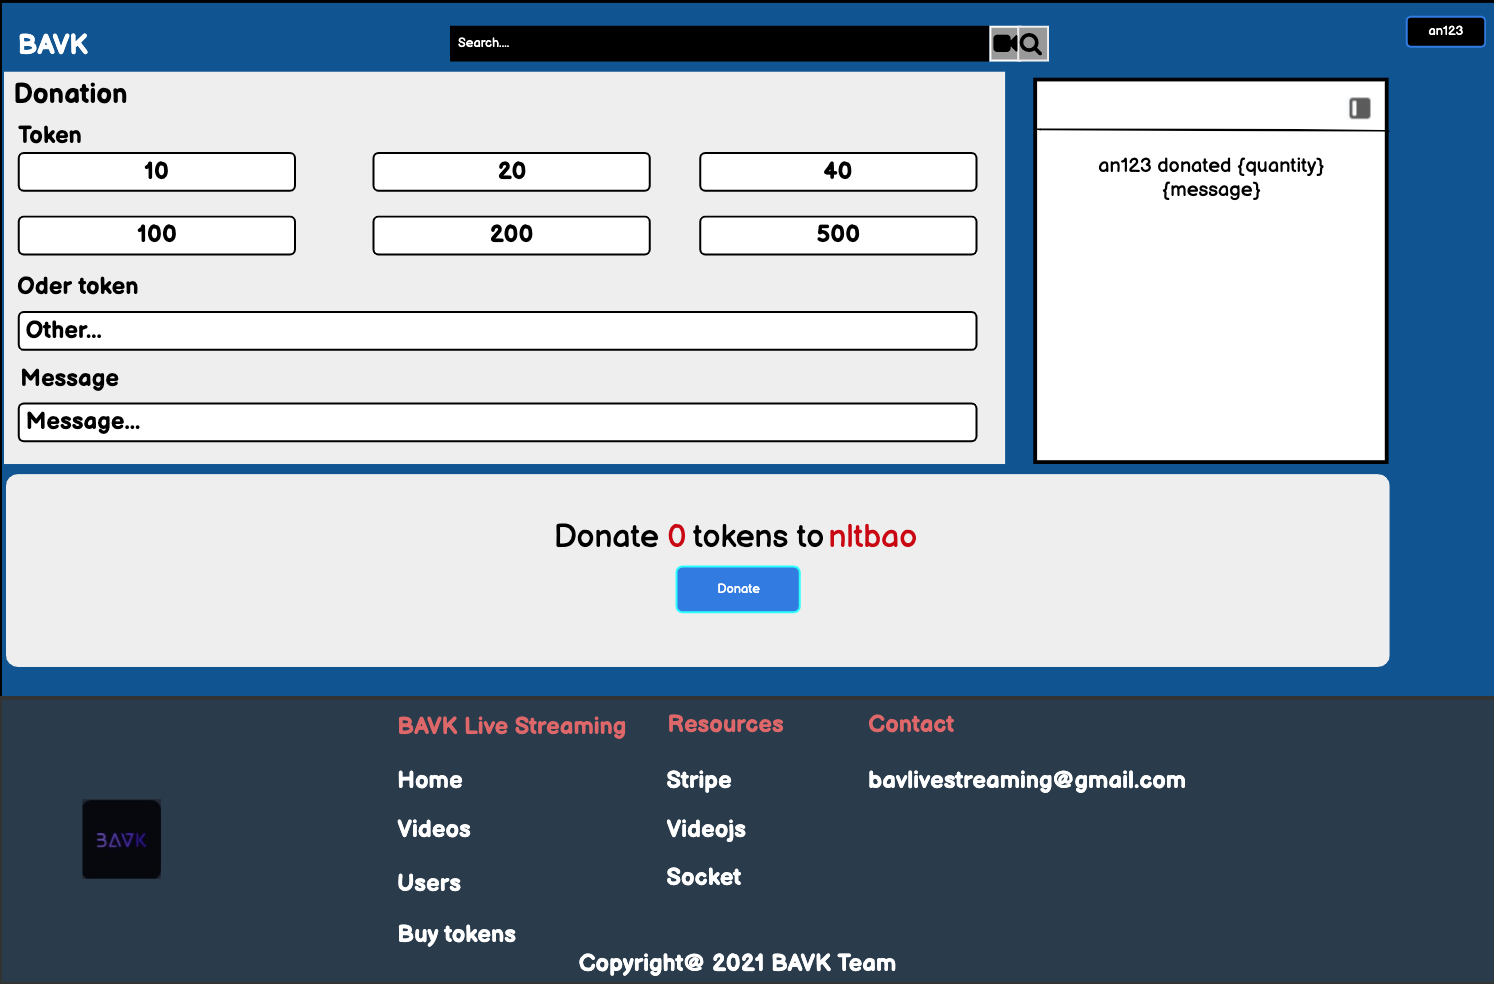 BAVK
Search....
an123
Donation
Token
10
20
40
100
200
500
Oder token
Other...
Message
Message...
an123 donated {quantity}
{message}
Donate 0 tokens to nltbao
Donate
BAVK Live Streaming
Home
Videos
Users
Buy tokens
Resources
Stripe
Videojs
Socket
Contact
bavlivestreaming@gmail.com
BAVK
Copyright@ 2021 BAVK Team